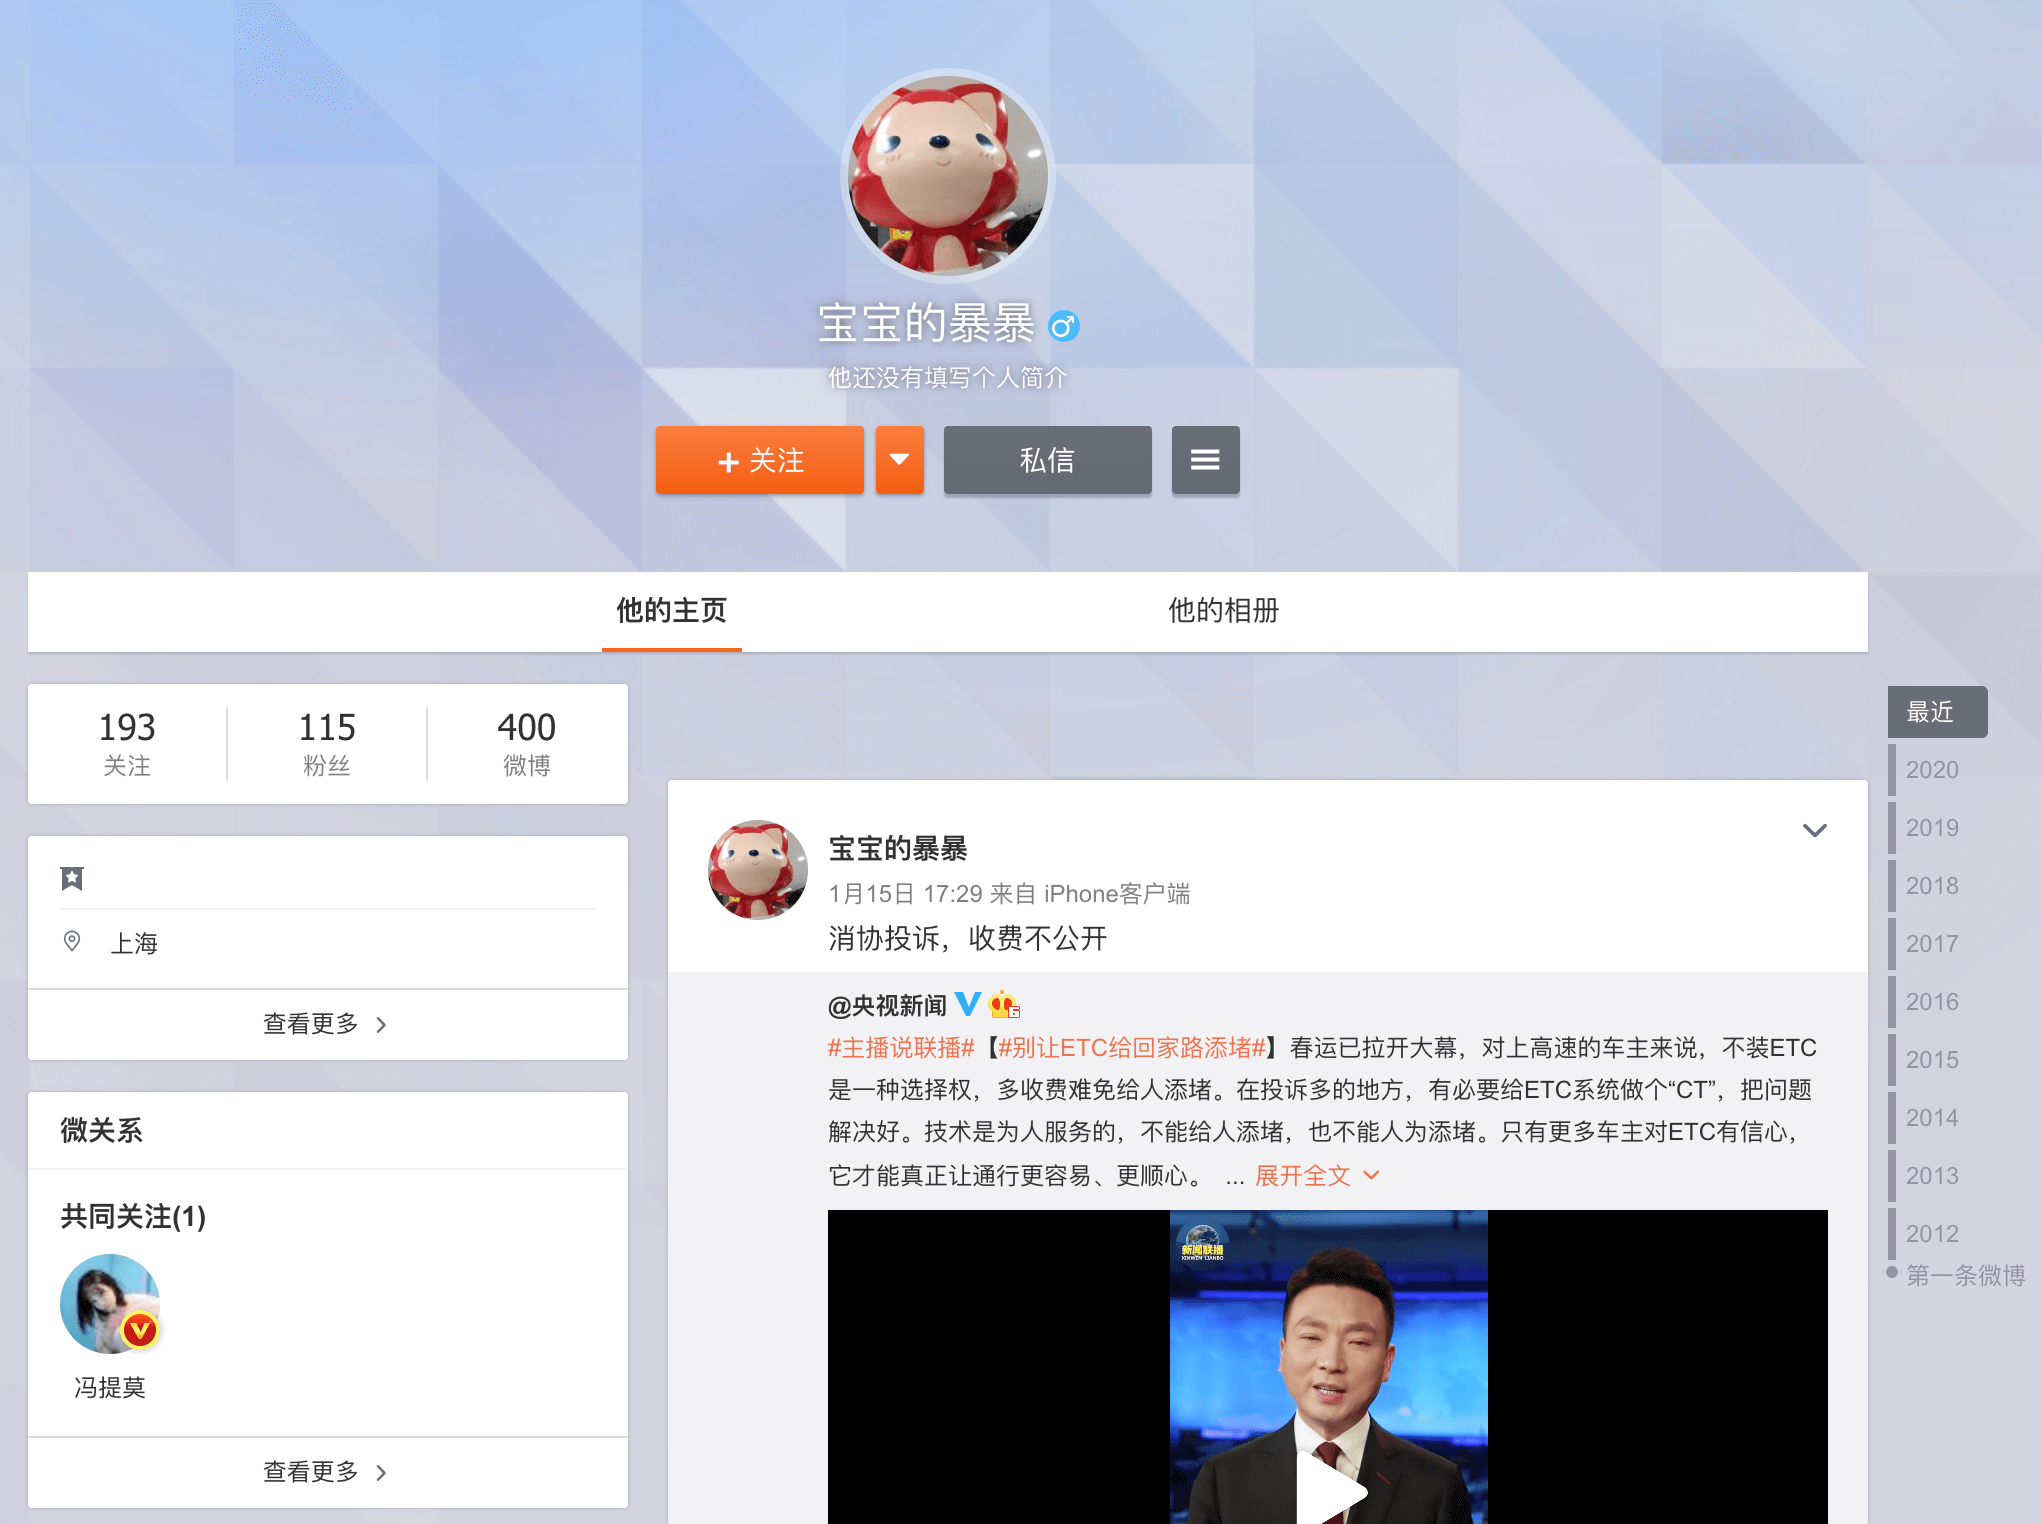 宝宝的暴暴
他还没有填写个人简介
+ 关注
私信
他的主页
他的相册
193
关注
115
粉丝
400
微博
上海
查看更多
微关系
共同关注(1)
冯提莫
查看更多
宝宝的暴暴
1月15日 17:29 来自 iPhone客户端
消协投诉，收费不公开
@央视新闻
#主播说联播#【#别让ETC给回家路添堵#】春运已拉开大幕，对上高速的车主来说，不装ETC
是一种选择权，多收费难免给人添堵。在投诉多的地方，有必要给ETC系统做个“CT”，把问题
解决好。技术是为人服务的，不能给人添堵，也不能人为添堵。只有更多车主对ETC有信心，
它才能真正让通行更容易、更顺心。 ... 展开全文
新闻联播
XINWEN LIANBO
最近
2020
2019
2018
2017
2016
2015
2014
2013
2012
第一条微博